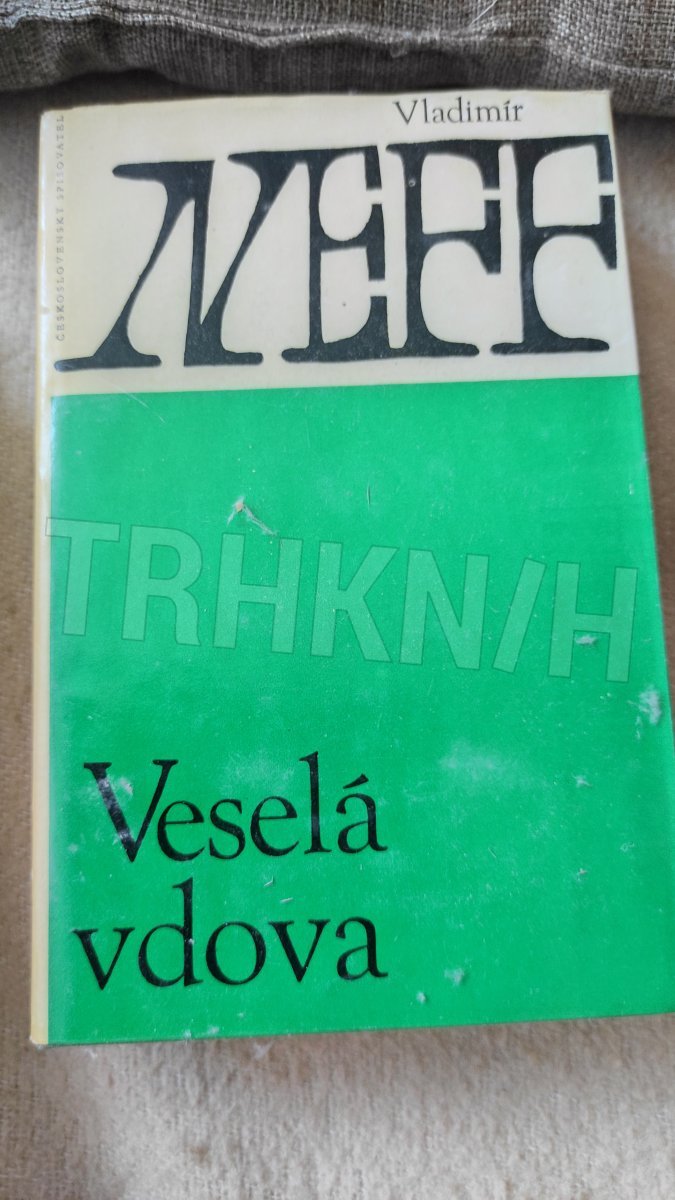 Vladimír
NEFF
ČESKOSLOVENSKÝ SPISOVATEL
TRHKNIH
Veselá
vdova